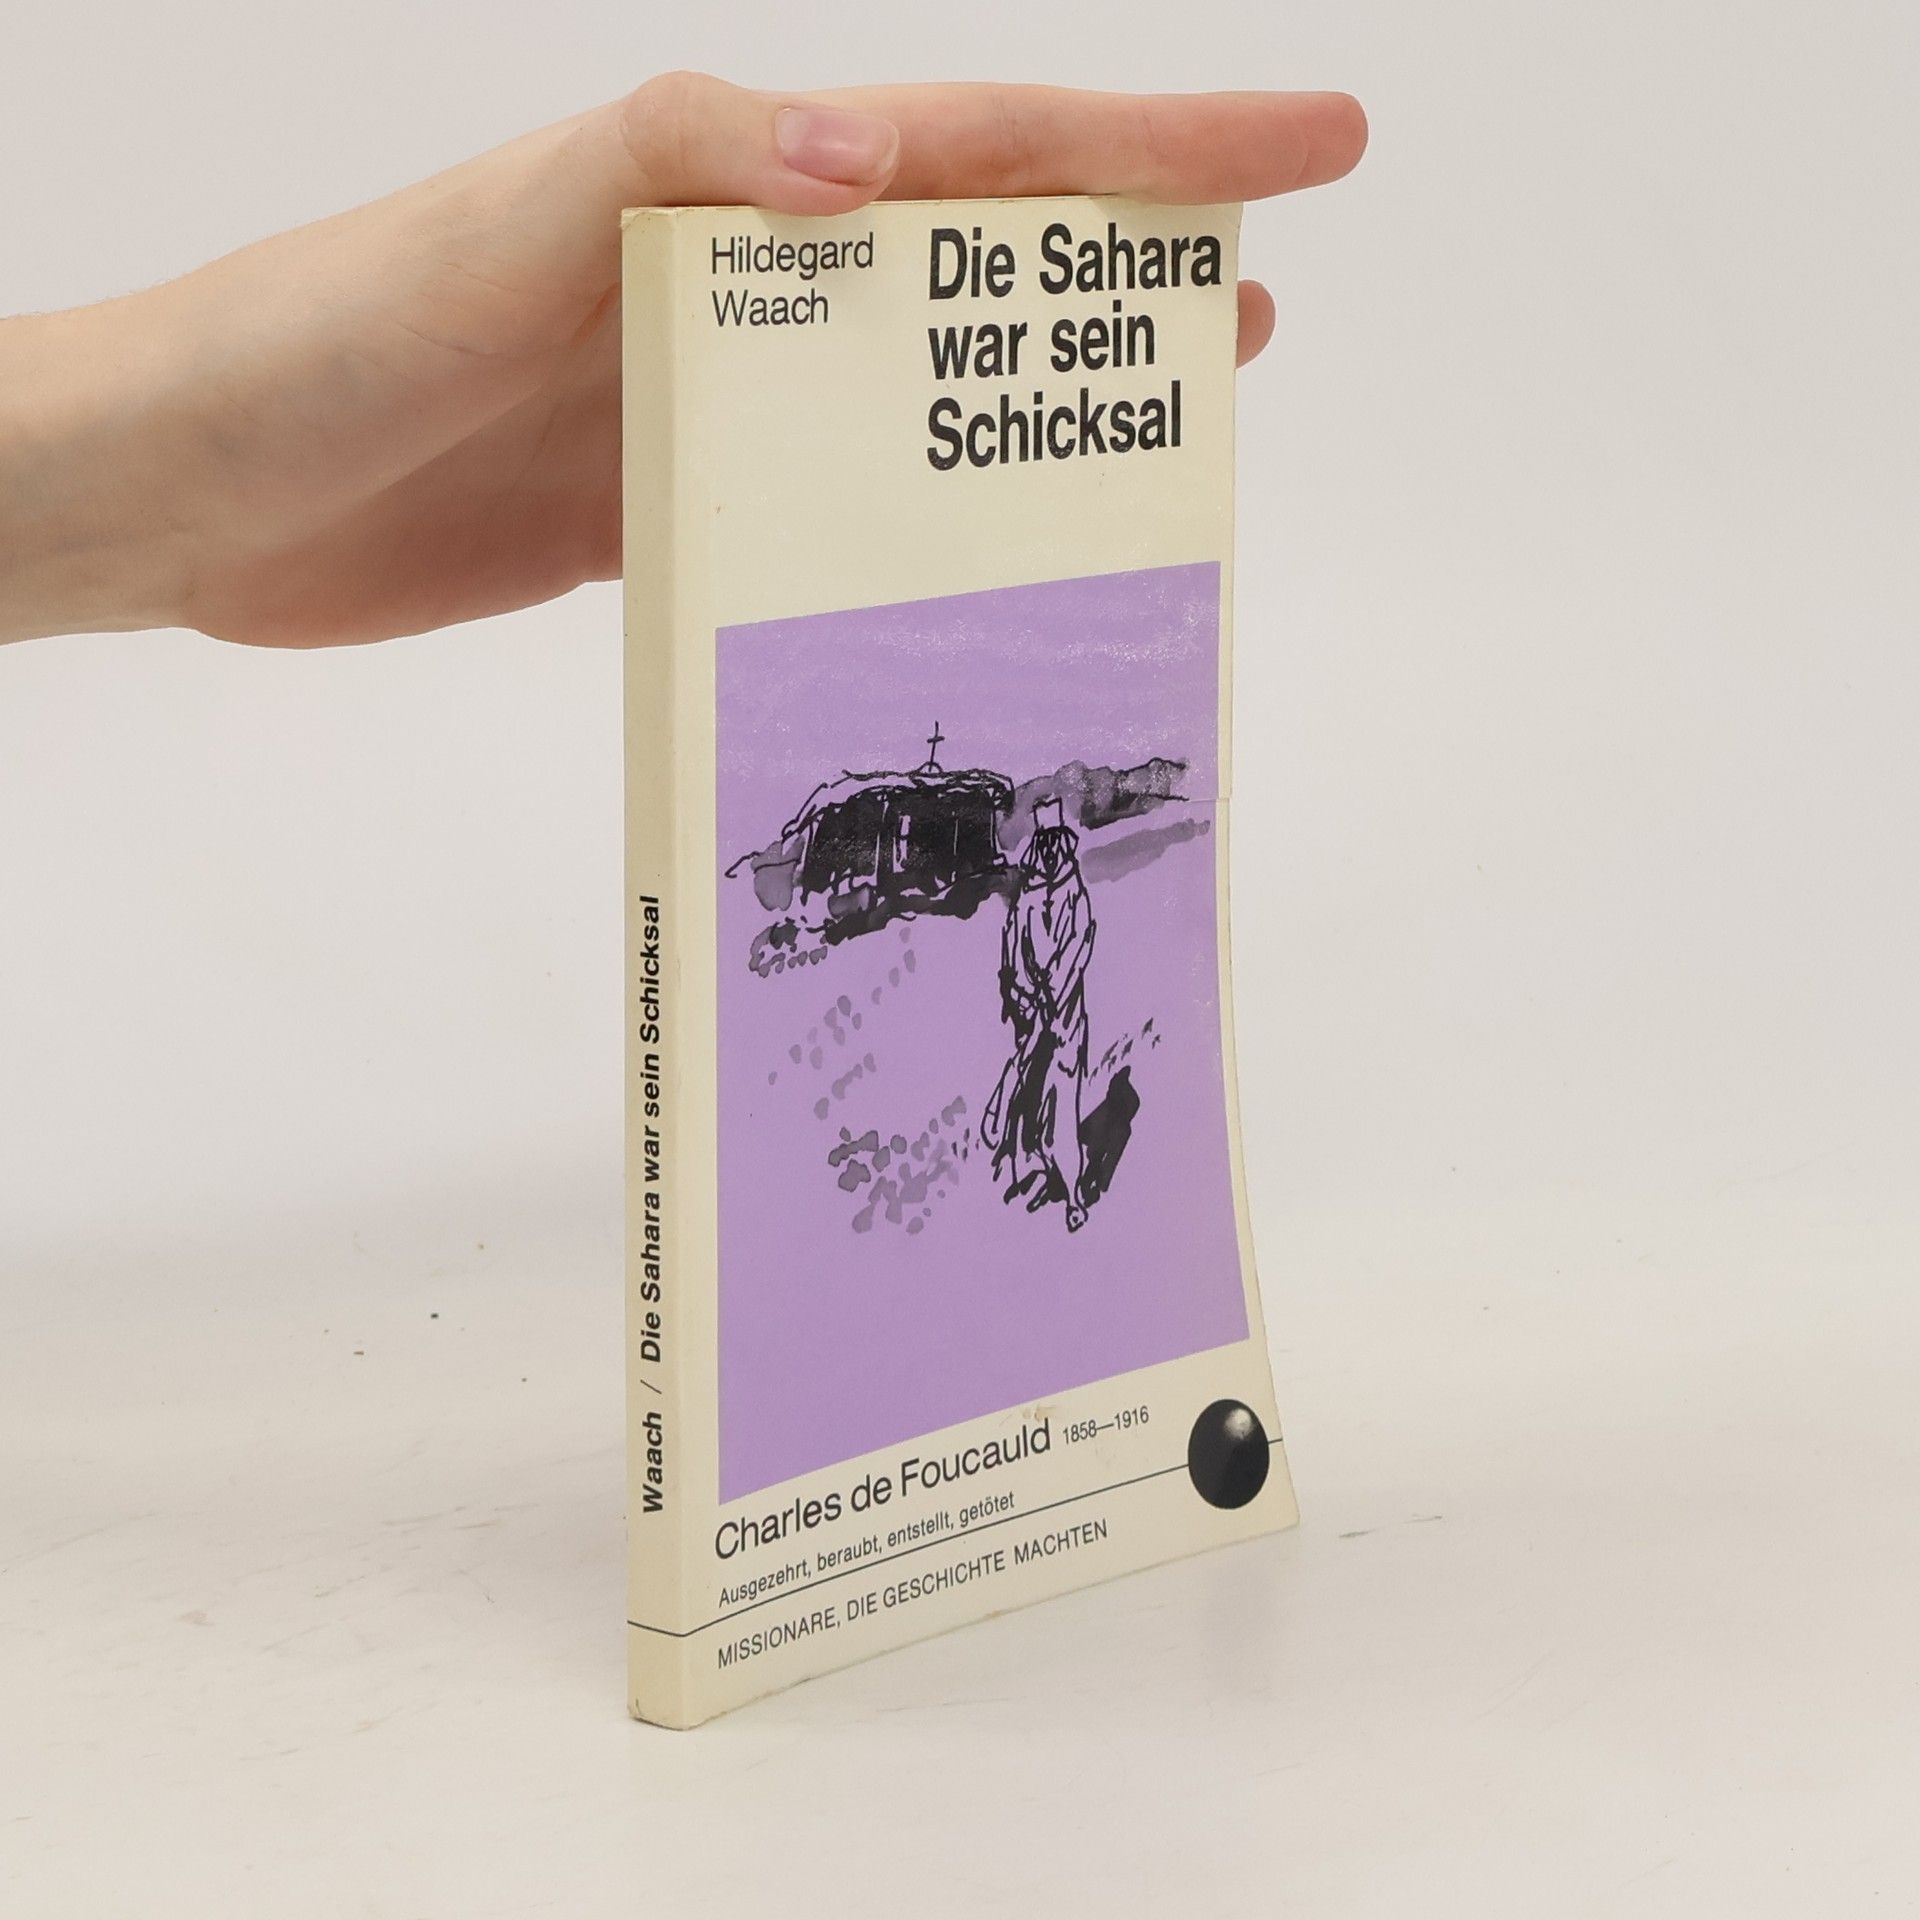 Hildegard
Waach
Die Sahara
war sein
Schicksal
Charles de Foucauld 1858—1916
Ausgezehrt, beraubt, entstellt, getötet
MISSIONARE, DIE GESCHICHTE MACHTEN
Waach / Die Sahara war sein Schicksal